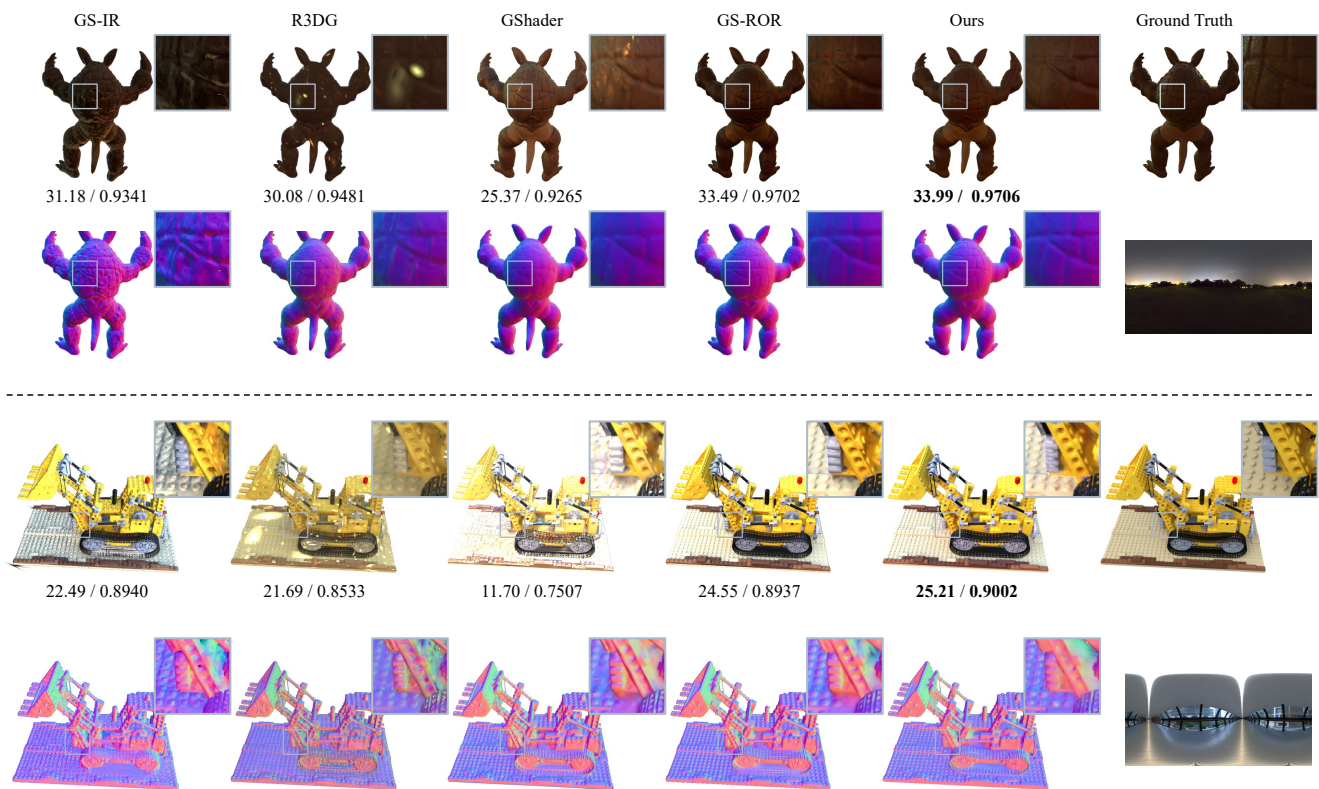 GS-IR R3DG GShader GS-ROR Ours Ground Truth
31.18 / 0.9341 30.08 / 0.9481 25.37 / 0.9265 33.49 / 0.9702 33.99 / 0.9706
22.49 / 0.8940 21.69 / 0.8533 11.70 / 0.7507 24.55 / 0.8937 25.21 / 0.9002